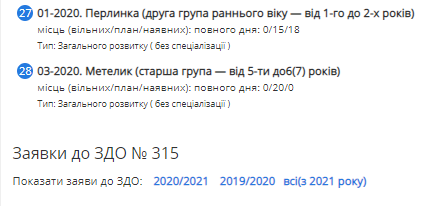 27 01-2020. Перлинка (друга група раннього віку — від 1-го до 2-х років)
місць (вільних/план/наявних): повного дня: 0/15/18
Тип: Загального розвитку ( без спеціалізації )
28 03-2020. Метелик (старша група — від 5-ти до6(7) років)
місць (вільних/план/наявних): повного дня: 0/20/0
Тип: Загального розвитку ( без спеціалізації )
Заявки до ЗДО № 315
Показати заяви до ЗДО: 2020/2021 2019/2020 всі(з 2021 року)